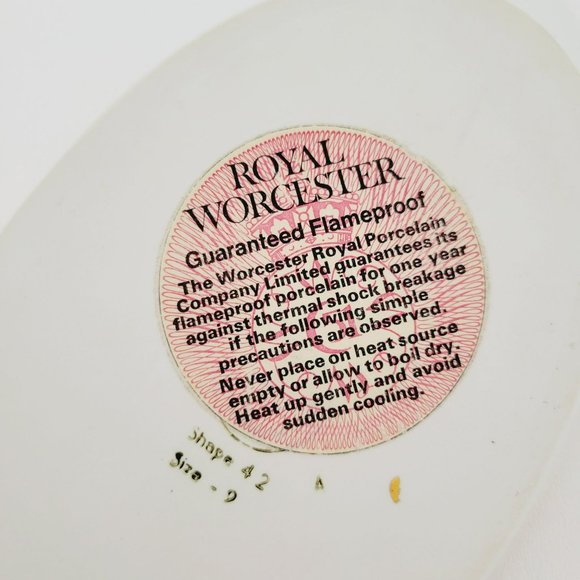 ROYAL
WORCESTER
Guaranteed Flameproof
The Worcester Royal Porcelain
Company Limited guarantees its
flameproof porcelain for one year
against thermal shock breakage
if the following simple
precautions are observed.
Never place on heat source
empty or allow to boil dry.
Heat up gently and avoid
sudden cooling.
Shape 42 A
Size - 9